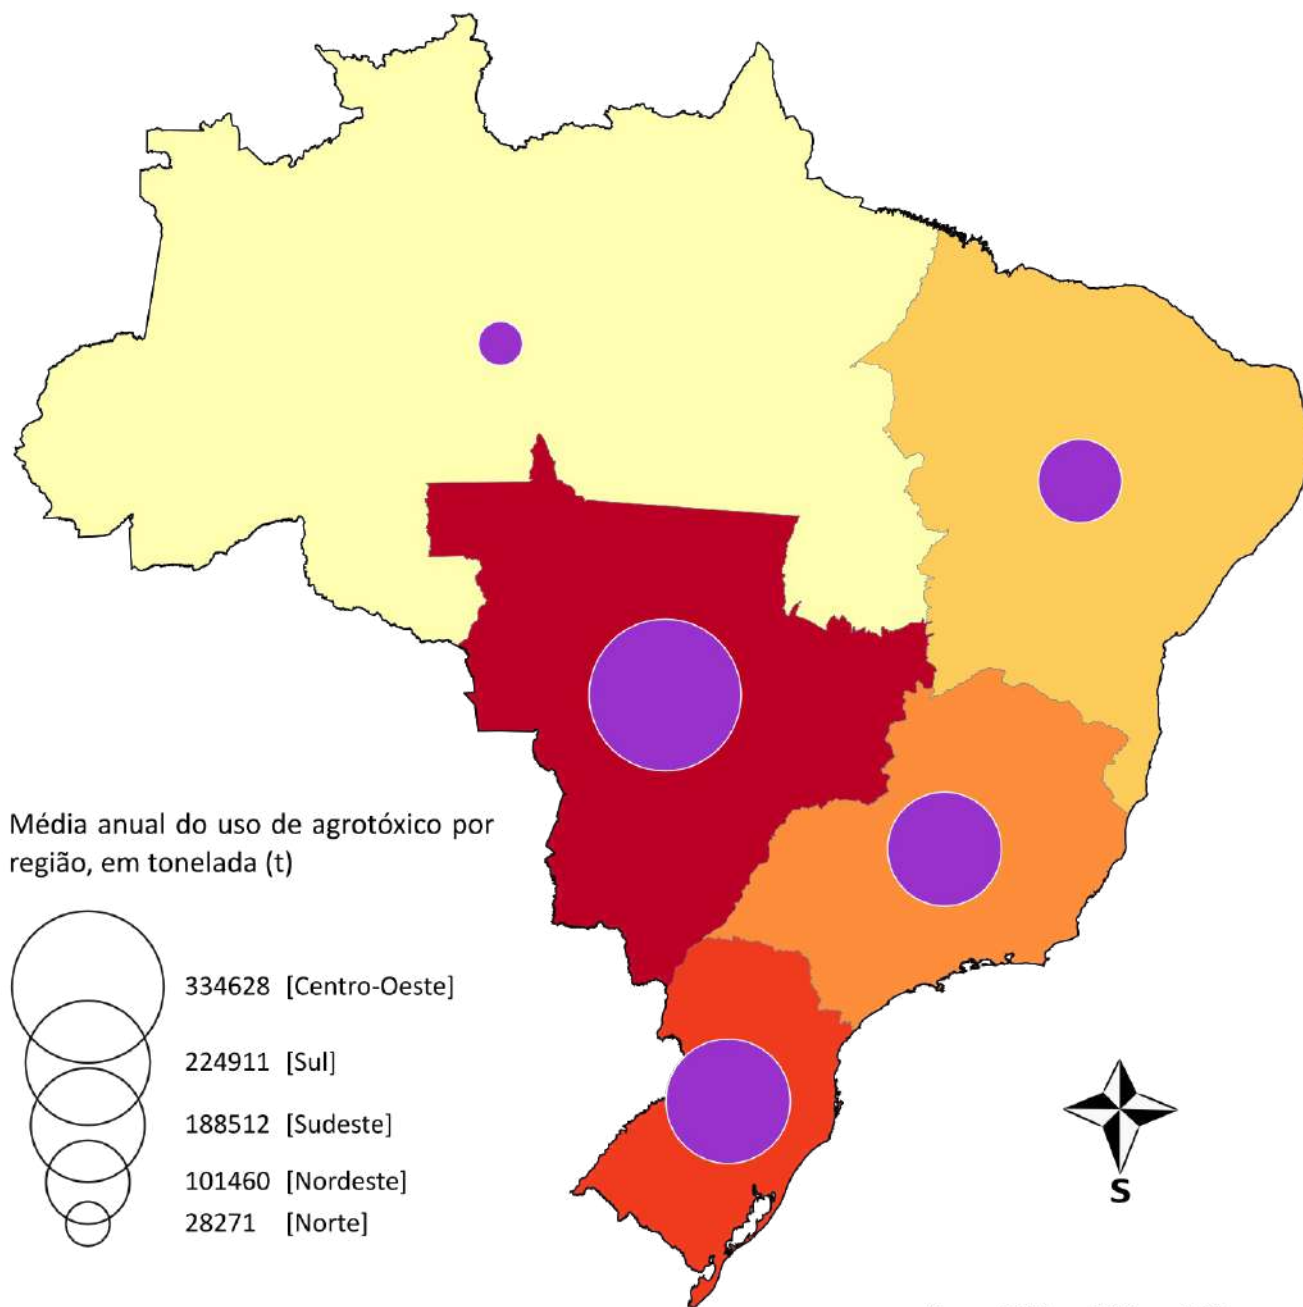 Média anual do uso de agrotóxico por
região, em tonelada (t)
334628 [Centro-Oeste]
224911 [Sul]
188512 [Sudeste]
101460 [Nordeste]
28271 [Norte]
S